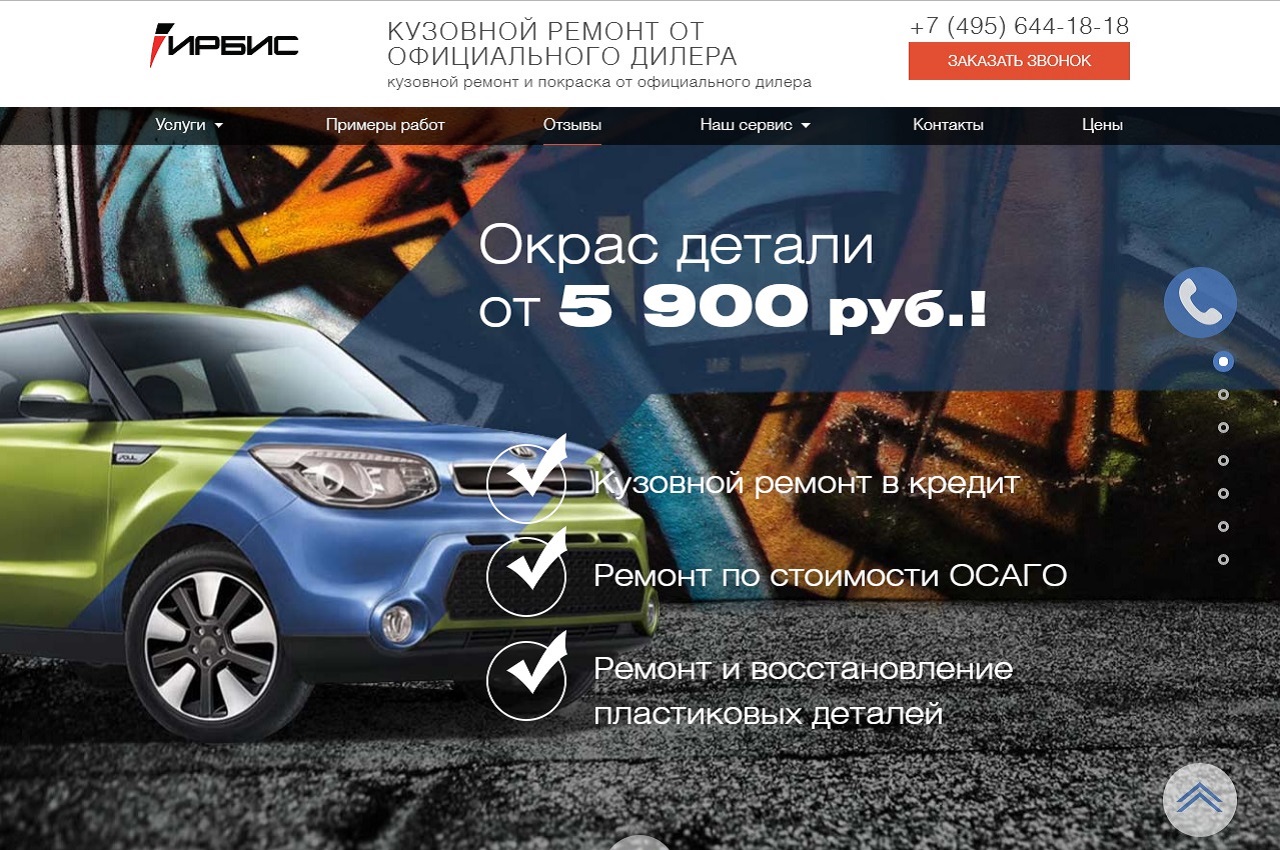 ИРБИС
КУЗОВНОЙ РЕМОНТ ОТ
ОФИЦИАЛЬНОГО ДИЛЕРА
кузовной ремонт и покраска от официального дилера
+7 (495) 644-18-18
ЗАКАЗАТЬ ЗВОНОК
Услуги Примеры работ Отзывы Наш сервис Контакты Цены
Окрас детали
от 5 900 руб.!
Кузовной ремонт в кредит
Ремонт по стоимости ОСАГО
Ремонт и восстановление
пластиковых деталей